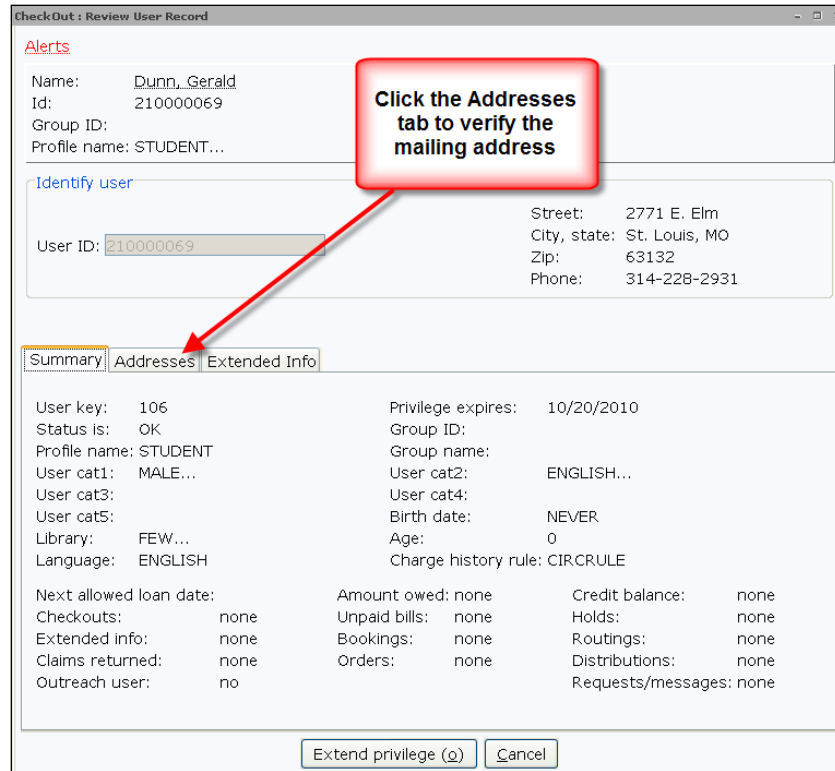 CheckOut : Review User Record
Alerts
Name: Dunn, Gerald
Id: 210000069
Group ID:
Profile name: STUDENT...
Click the Addresses
tab to verify the
mailing address
Identify user
User ID: 210000069
Street: 2771 E. Elm
City, state: St. Louis, MO
Zip: 63132
Phone: 314-228-2931
Summary Addresses Extended Info
User key: 106 Privilege expires: 10/20/2010
Status is: OK Group ID:
Profile name: STUDENT Group name:
User cat1: MALE... User cat2: ENGLISH...
User cat3: User cat4:
User cat5: Birth date: NEVER
Library: FEW... Age: 0
Language: ENGLISH Charge history rule: CIRCRULE
Next allowed loan date: Amount owed: none Credit balance: none
Checkouts: none Unpaid bills: none Holds: none
Extended info: none Bookings: none Routings: none
Claims returned: none Orders: none Distributions: none
Outreach user: no Requests/messages: none
Extend privilege (o) Cancel